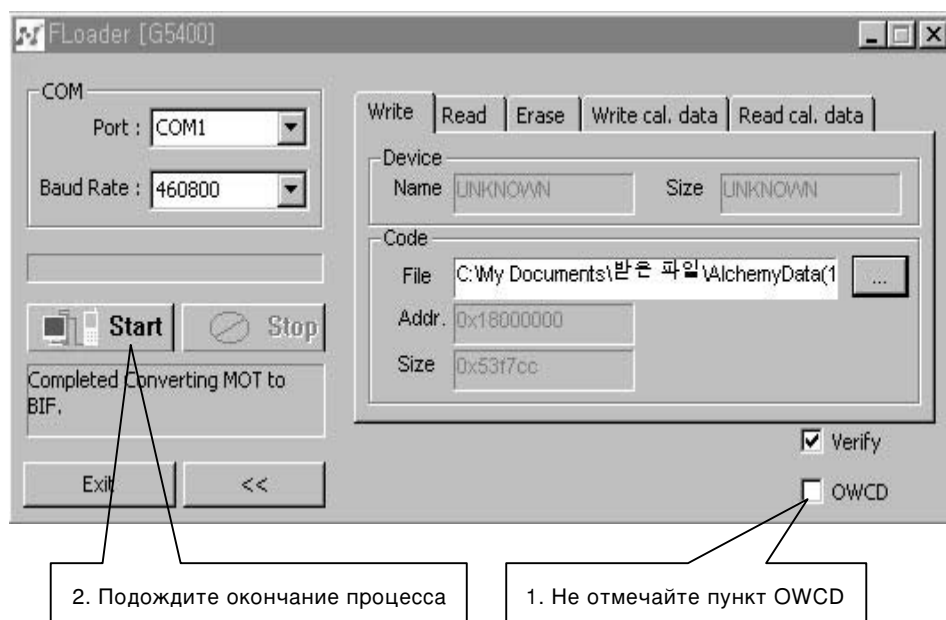 FLoader [G5400]
COM
Port : COM1
Baud Rate : 460800
Start
Stop
Completed Converting MOT to
BIF.
Exit
<<
Write Read Erase Write cal. data Read cal. data
Device
Name UNKNOWN Size UNKNOWN
Code
File C:\My Documents\받은 파일\AlchemyData(1 ...
Addr. 0x18000000
Size 0x53f7cc
Verify
OWCD
2. Подождите окончание процесса
1. Не отмечайте пункт OWCD